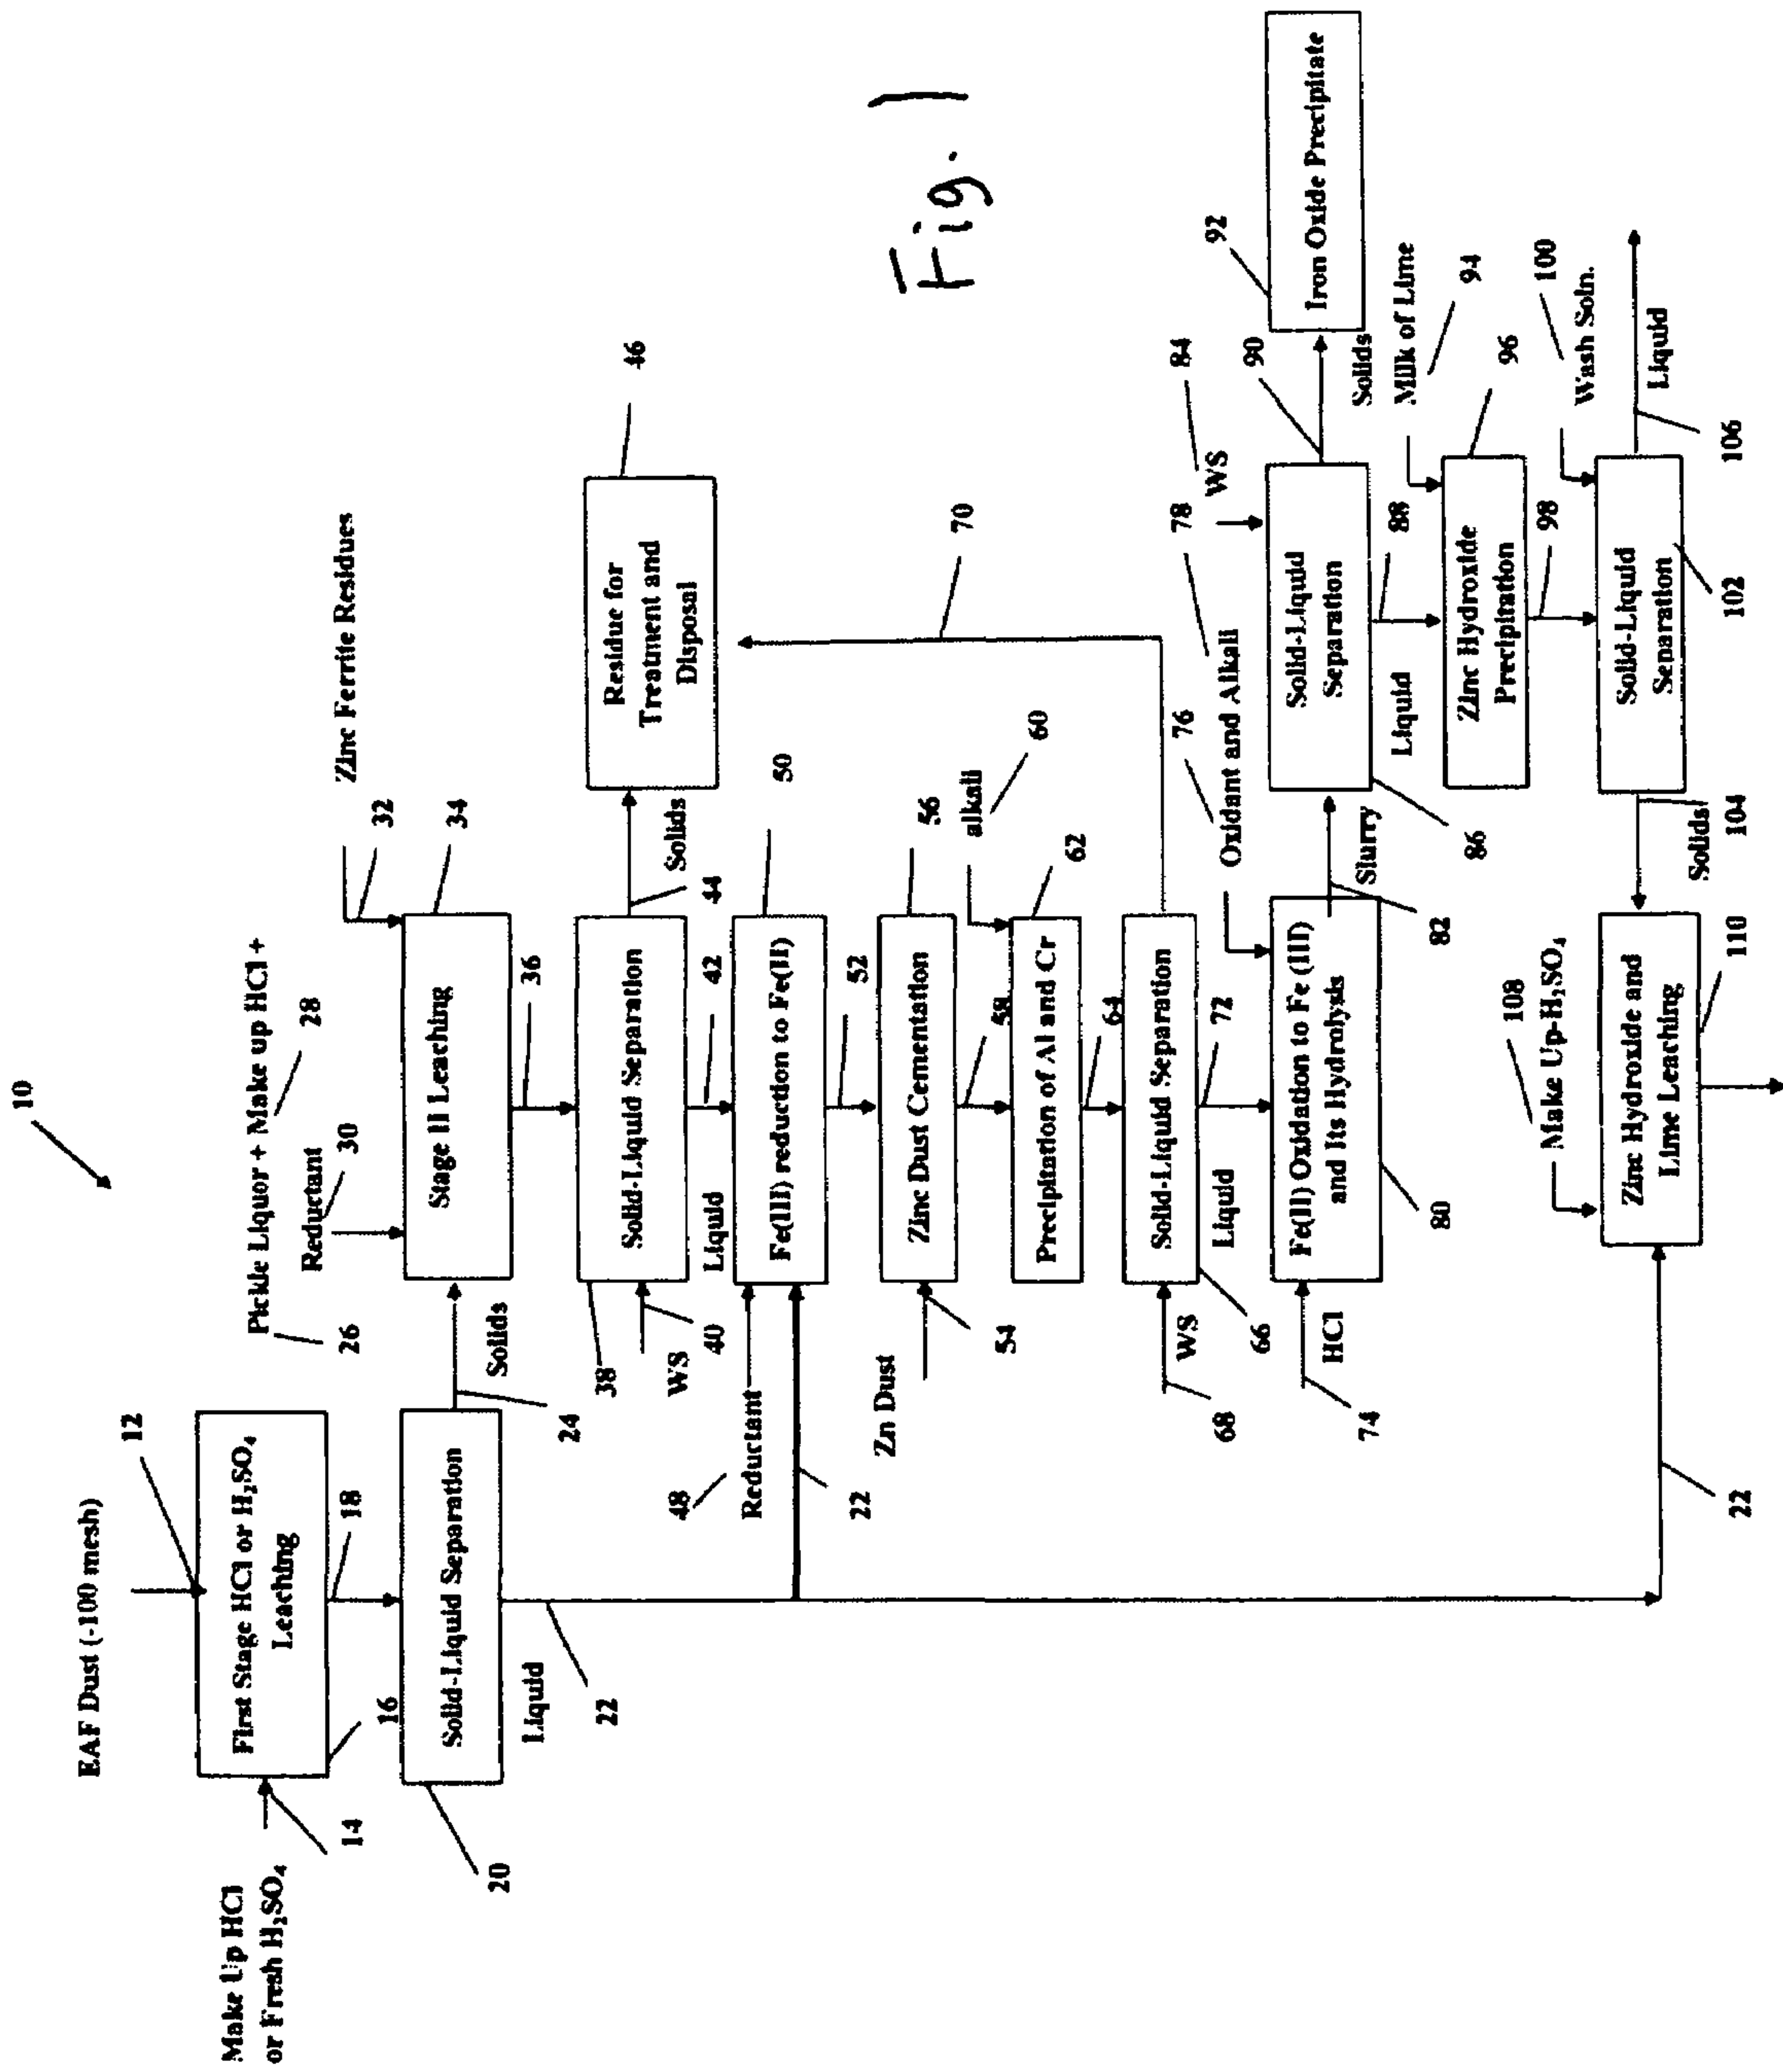 10
EAF Dust (-100 mesh)
12
Make Up HCl
or Fresh H₂SO₄
14
First Stage HCl or H₂SO₄
Leaching
16
18
Solid-Liquid Separation
20
Liquid
22
24
Solids
Pickle Liquor + Make up HCl +
26
28
Reductant
30
Zinc Ferrite Residues
32
34
Stage II Leaching
36
Solid-Liquid Separation
38
WS
40
Liquid
42
44
Solids
Residue for
Treatment and
Disposal
46
48
Reductant
22
Fe(III) reduction to Fe(II)
50
52
Zn Dust
54
Zinc Dust Cementation
56
58
alkali
60
Precipitation of Al and Cr
62
64
Solid-Liquid Separation
66
WS
68
70
Liquid
72
HCl
74
Oxidant and Alkali
76
78
Fe(II) Oxidation to Fe (III)
and Its Hydrolysis
80
Slurry
82
WS
84
Solid-Liquid
Separation
86
Liquid
88
90
Solids
Iron Oxide Precipitate
92
Milk of Lime
94
Zinc Hydroxide
Precipitation
96
98
Wash Soln.
100
Solid-Liquid
Separation
102
Solids
104
106
Liquid
108
Make Up-H₂SO₄
Zinc Hydroxide and
Lime Leaching
110
22
Fig. 1